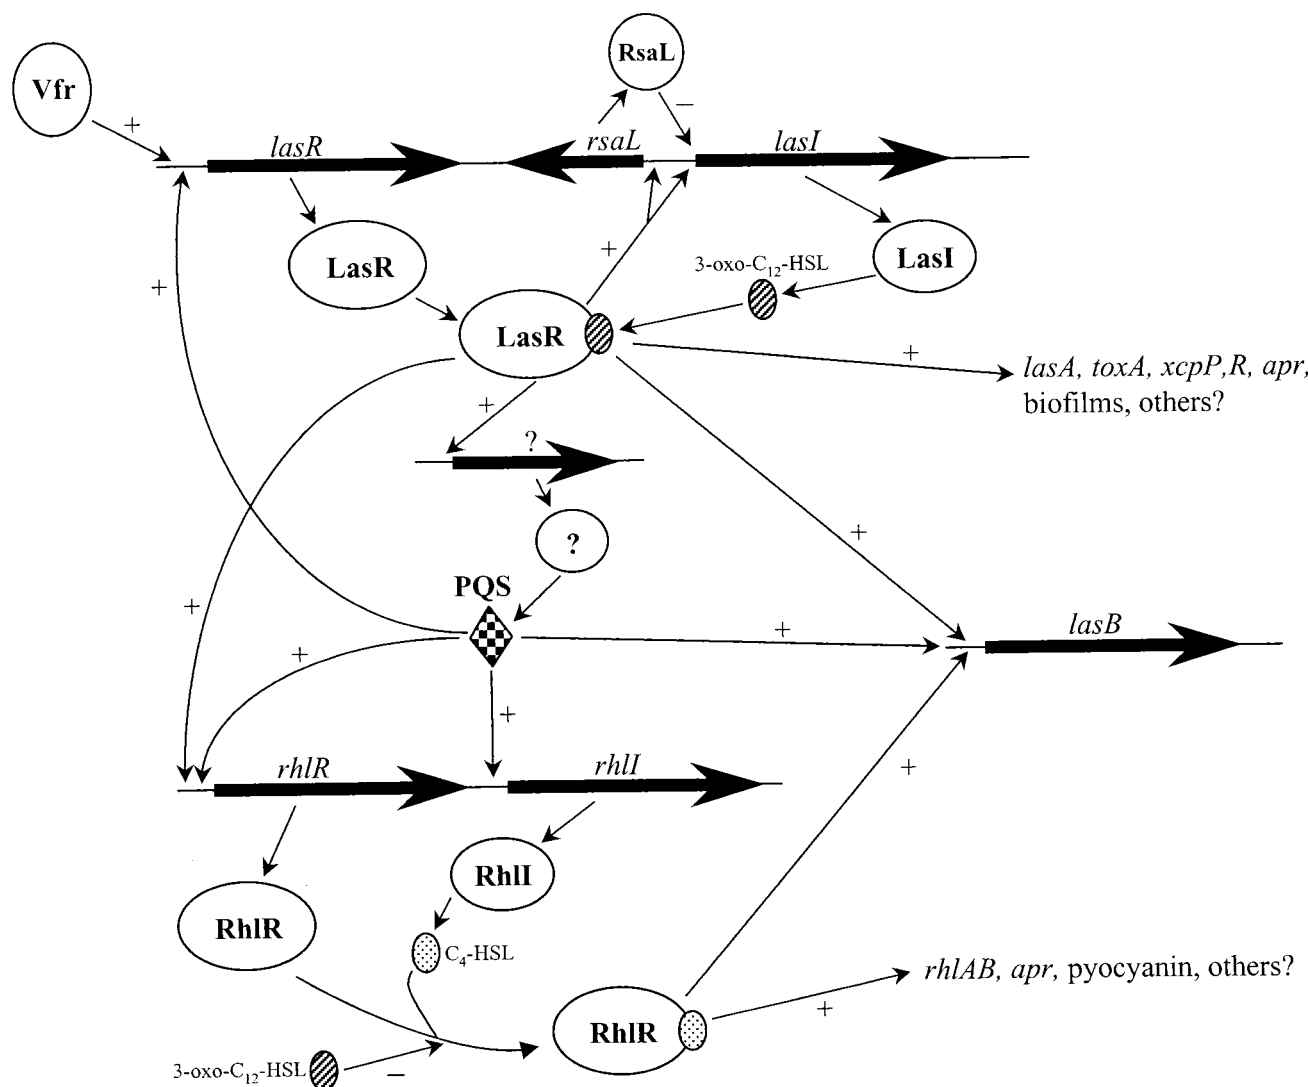 RsaL
Vfr
+
−
lasR
rsaL
lasI
+
LasR
+
3-oxo-C₁₂-HSL
LasI
LasR
+
lasA, toxA, xcpP,R, apr,
biofilms, others?
+
?
+
?
PQS
+
+
+
lasB
+
+
rhlR
rhlI
+
RhlI
RhlR
C₄-HSL
rhlAB, apr, pyocyanin, others?
+
RhlR
3-oxo-C₁₂-HSL
−